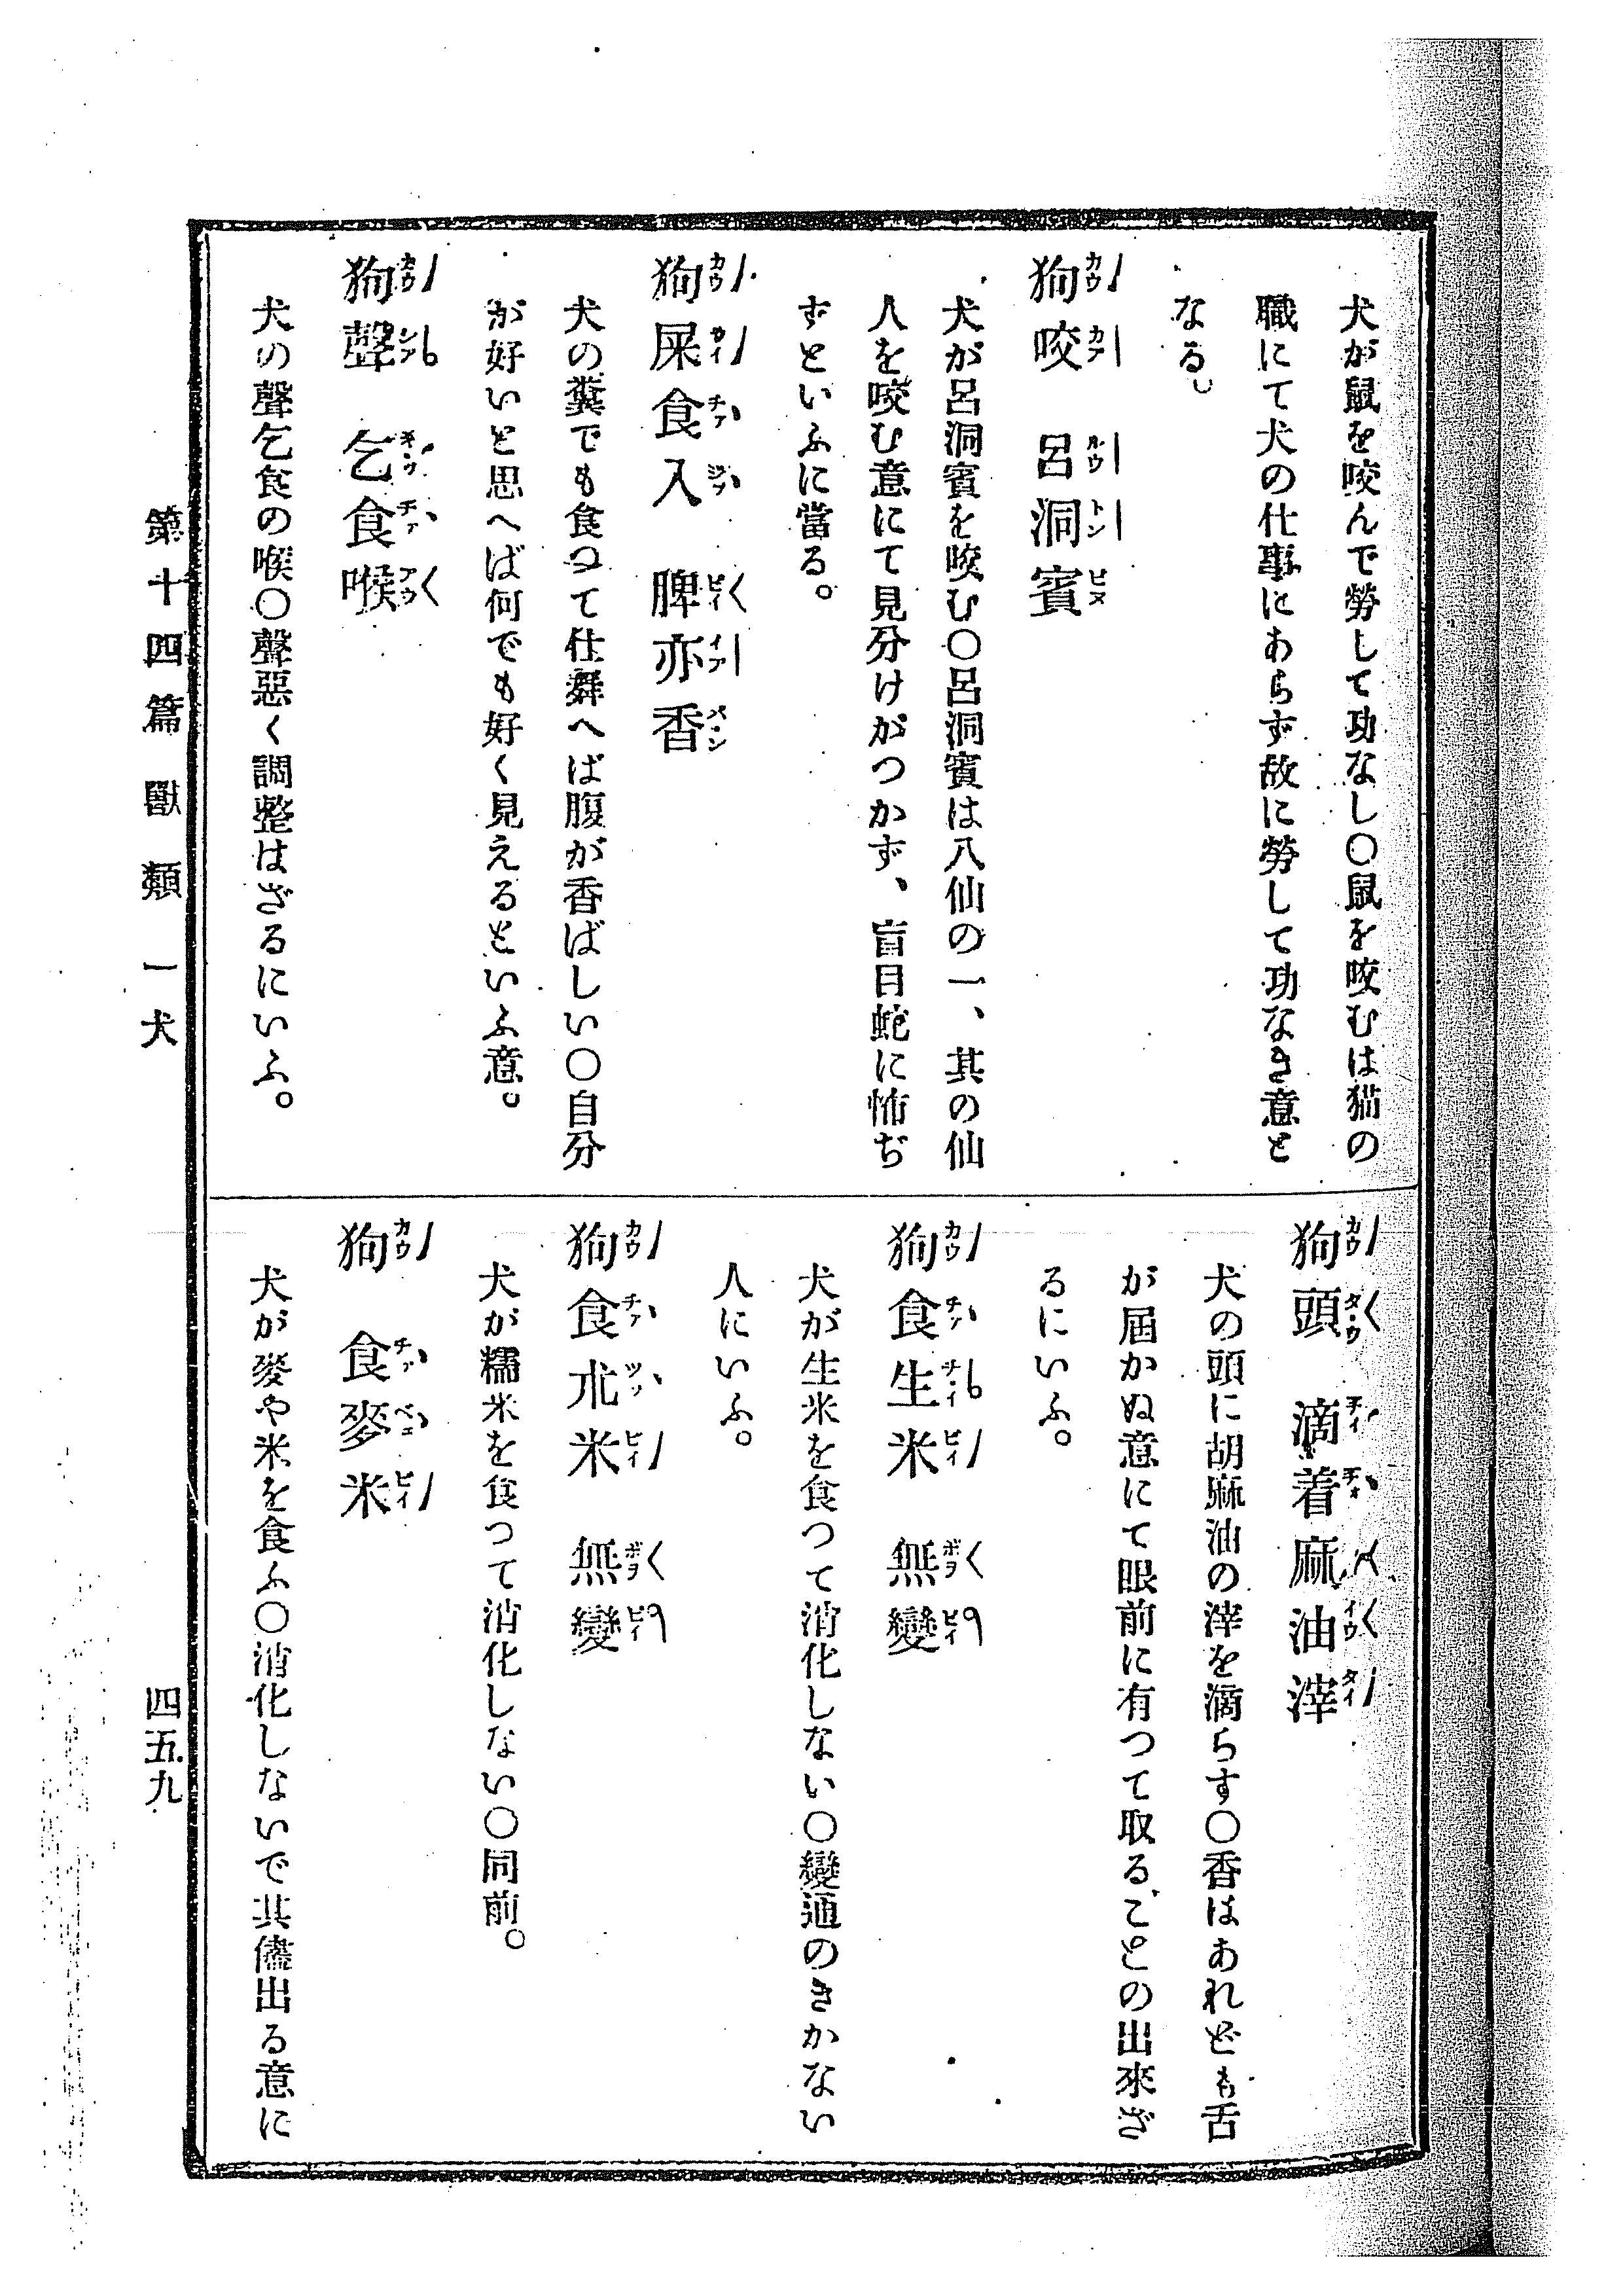 犬が鼠を咬んで勞して功なし〇鼠を咬むは猫の
職にて犬の仕事にあらず故に勞して功なき意と
なる。
狗咬 呂洞賓
犬が呂洞賓を咬む〇呂洞賓は八仙の一、其の仙
人を咬む意にて見分けがつかず、盲目蛇に怖ぢ
ずといふに當る。
狗屎食入 脾亦香
犬の糞でも食つて仕舞へば腹が香ばしい〇自分
が好いと思へば何でも好く見えるといふ意。
狗聲 乞食喉
犬の聲乞食の喉〇聲惡く調整はざるにいふ。
狗頭 滴着麻油滓
犬の頭に胡麻油の滓を滴らす〇香はあれども舌
が屆かぬ意にて眼前に有つて取ることの出來ざ
るにいふ。
狗食生米 無變
犬が生米を食つて消化しない〇變通のきかない
人にいふ。
狗食朮米 無變
犬が糯米を食つて消化しない〇同前。
狗 食麥米
犬が麥や米を食ふ〇消化しないで其儘出る意に
第十四篇 獸類 一犬
四五九